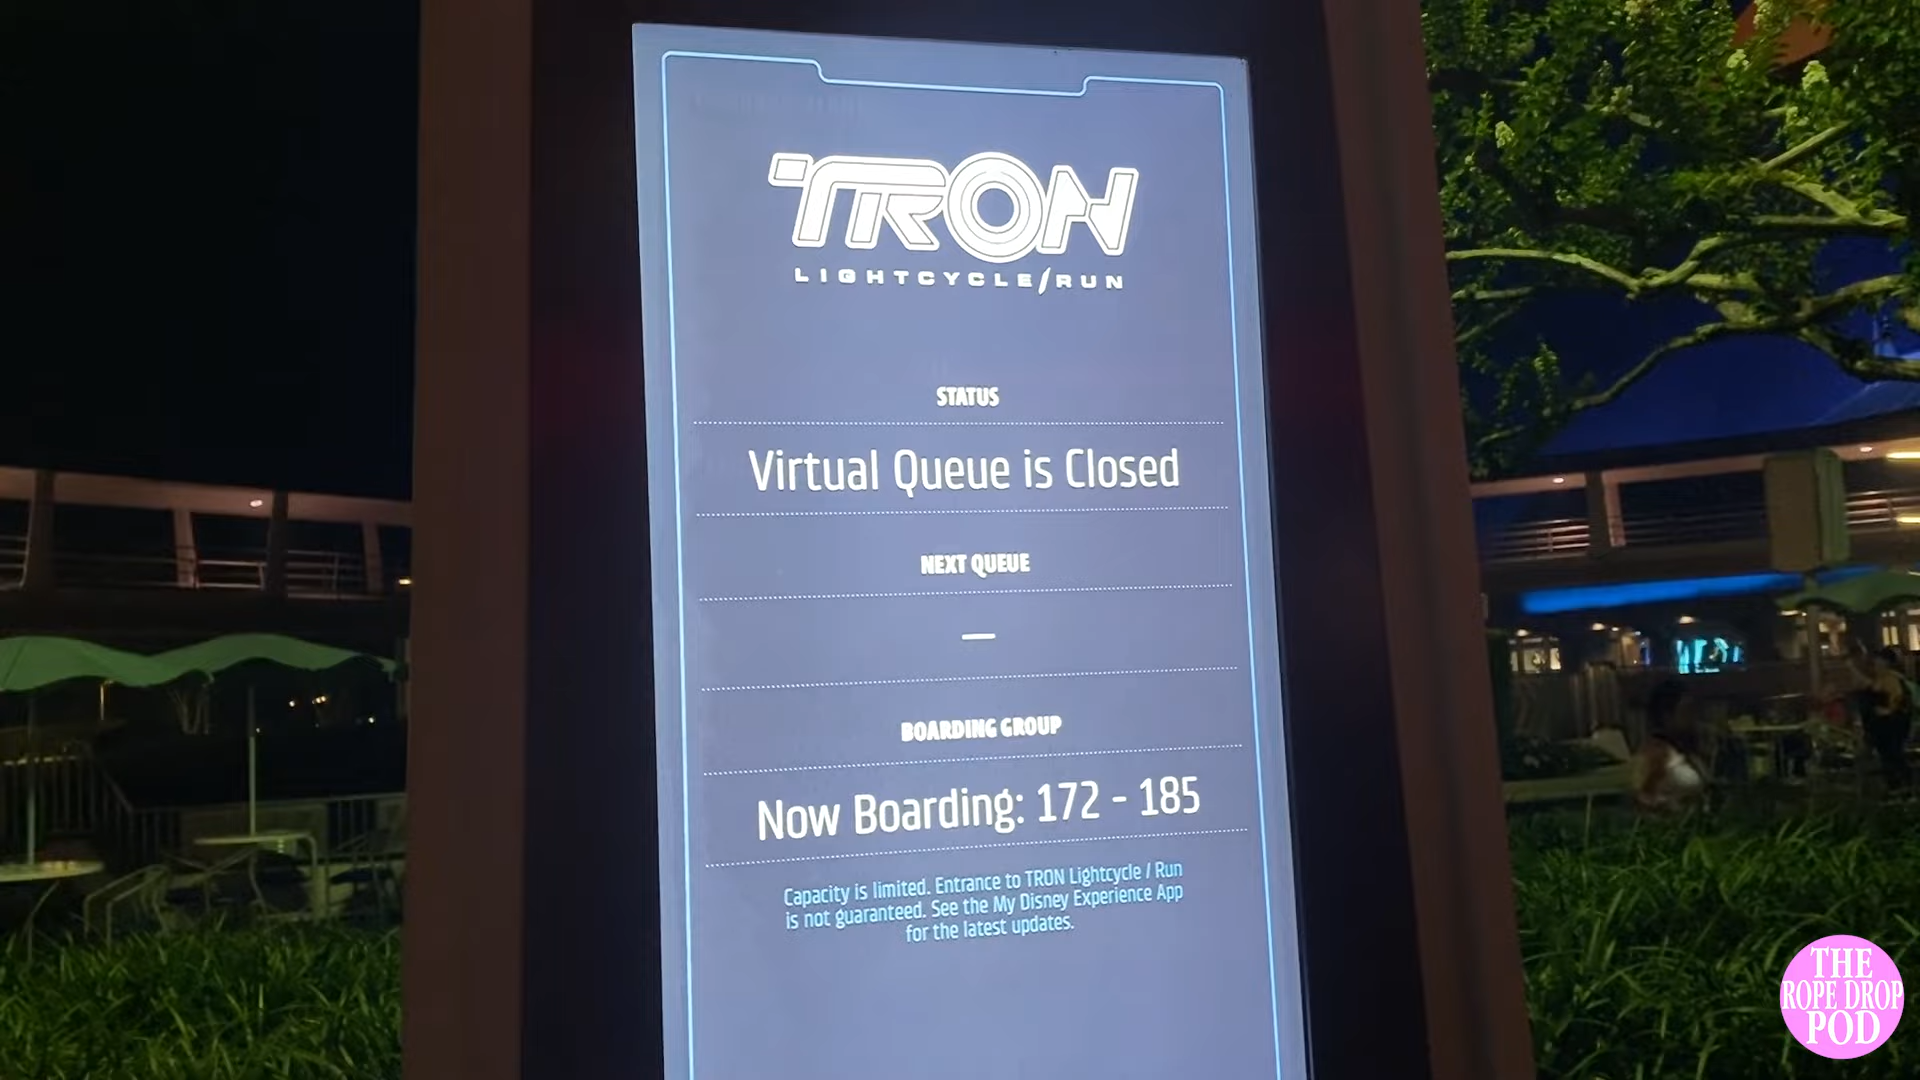 TRON
LIGHTCYCLE/RUN
STATUS
Virtual Queue is Closed
NEXT QUEUE
—
BOARDING GROUP
Now Boarding: 172 - 185
Capacity is limited. Entrance to TRON Lightcycle / Run
is not guaranteed. See the My Disney Experience App
for the latest updates.
THE
ROPE DROP
POD